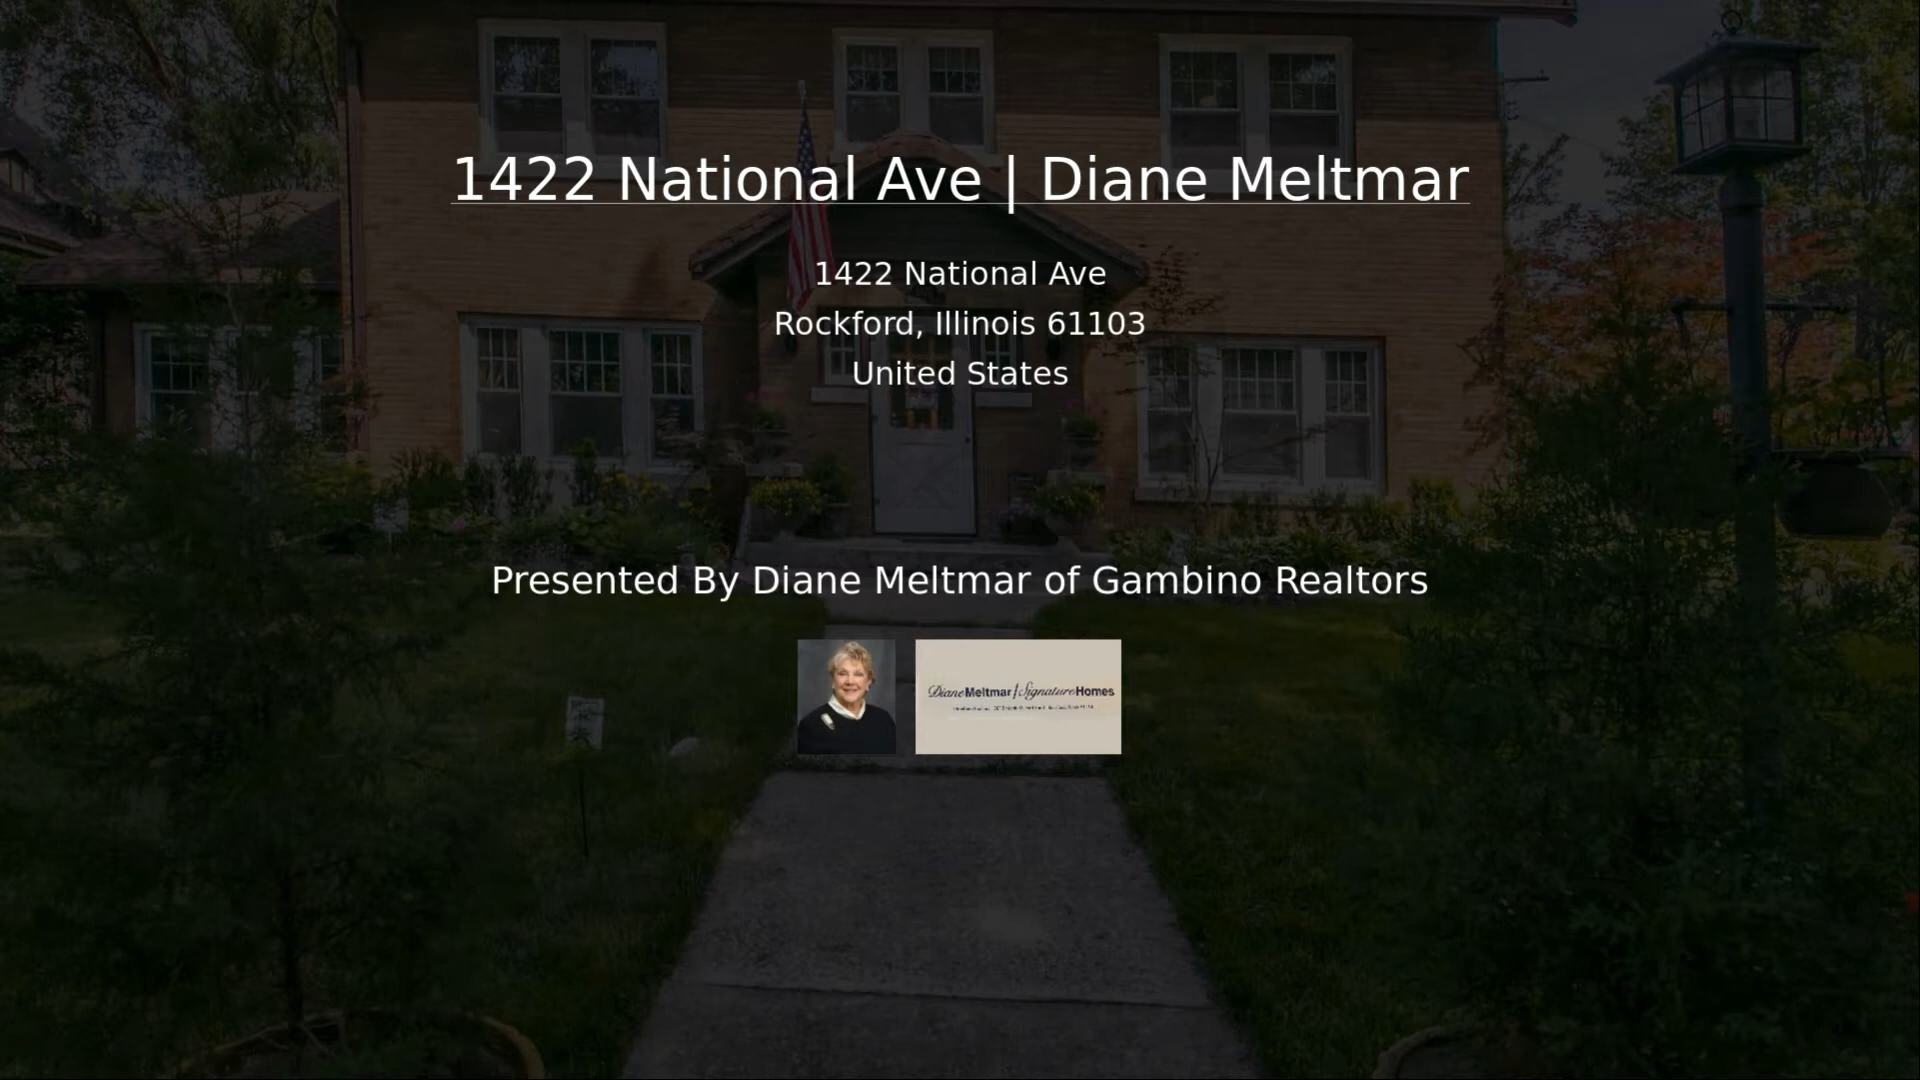 1422 National Ave | Diane Meltmar
1422 National Ave
Rockford, Illinois 61103
United States
Presented By Diane Meltmar of Gambino Realtors
Diane Meltmar / Signature Homes